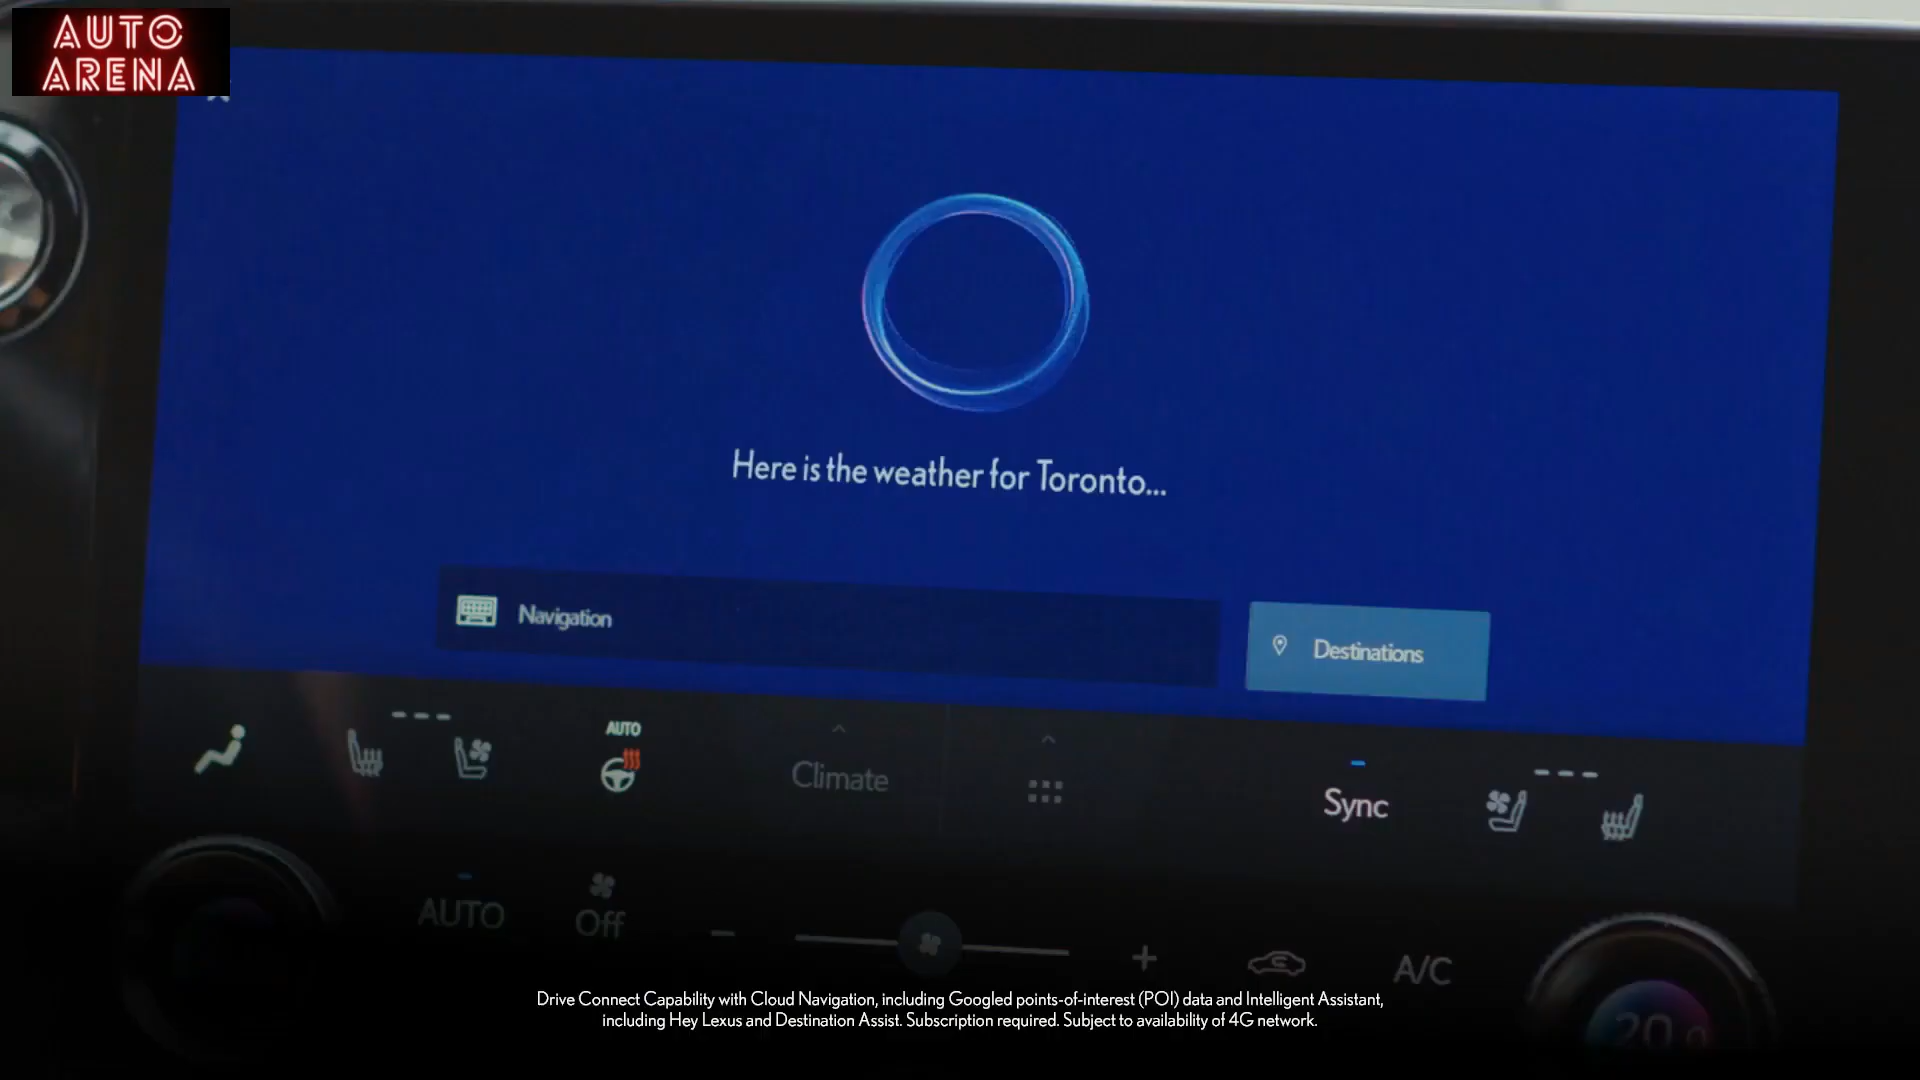 AUTO
ARENA
Here is the weather for Toronto...
Navigation
Destinations
AUTO
Climate
Sync
AUTO
Off
A/C
20.0
Drive Connect Capability with Cloud Navigation, including Googled points-of-interest (POI) data and Intelligent Assistant,
including Hey Lexus and Destination Assist. Subscription required. Subject to availability of 4G network.